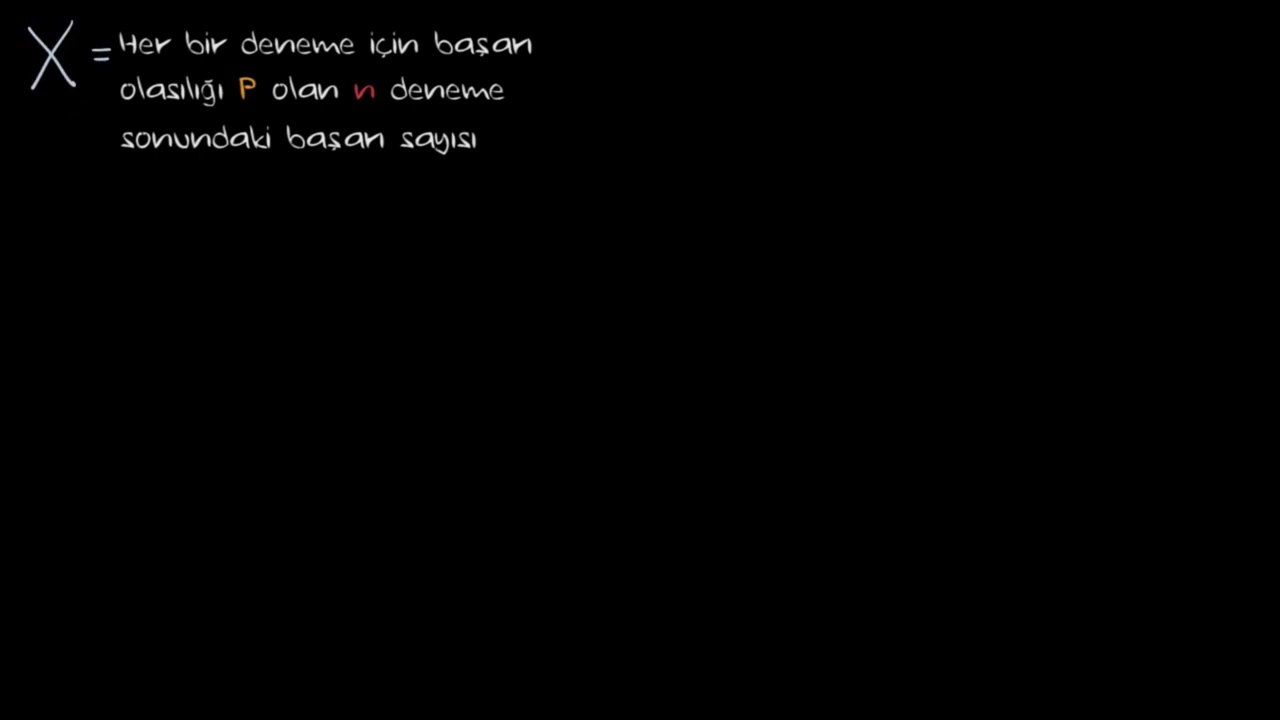 X = Her bir deneme için başarı
olasılığı P olan n deneme
sonundaki başarı sayısı